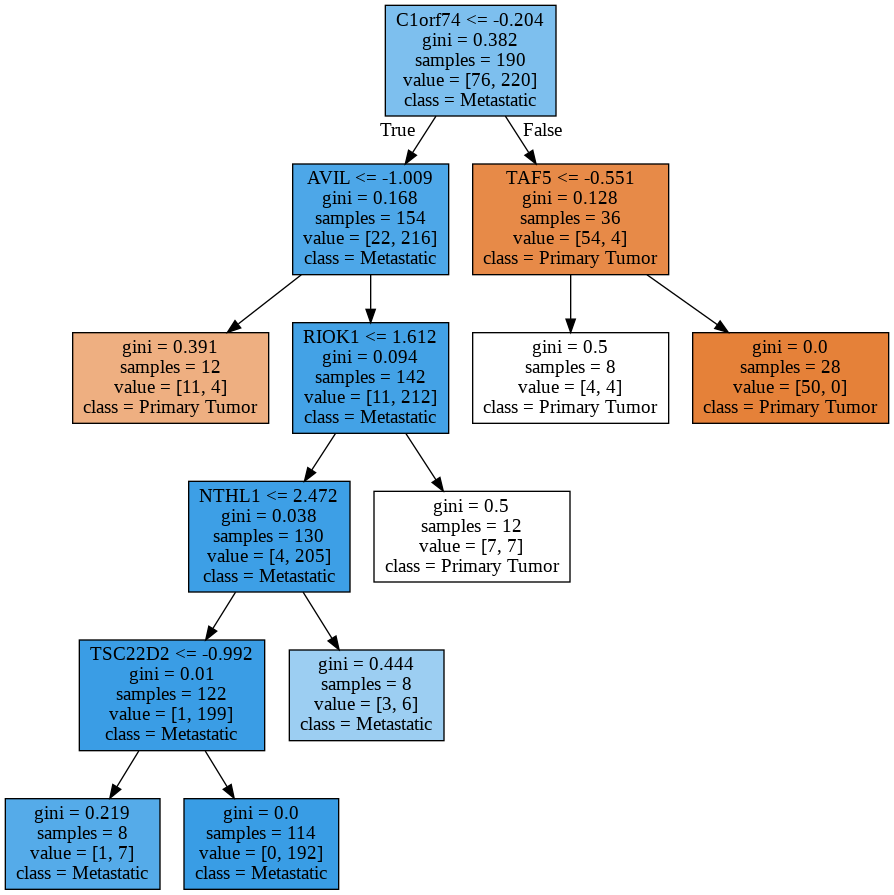 C1orf74 <= -0.204
gini = 0.382
samples = 190
value = [76, 220]
class = Metastatic
True
False
AVIL <= -1.009
gini = 0.168
samples = 154
value = [22, 216]
class = Metastatic
TAF5 <= -0.551
gini = 0.128
samples = 36
value = [54, 4]
class = Primary Tumor
gini = 0.391
samples = 12
value = [11, 4]
class = Primary Tumor
RIOK1 <= 1.612
gini = 0.094
samples = 142
value = [11, 212]
class = Metastatic
gini = 0.5
samples = 8
value = [4, 4]
class = Primary Tumor
gini = 0.0
samples = 28
value = [50, 0]
class = Primary Tumor
NTHL1 <= 2.472
gini = 0.038
samples = 130
value = [4, 205]
class = Metastatic
gini = 0.5
samples = 12
value = [7, 7]
class = Primary Tumor
TSC22D2 <= -0.992
gini = 0.01
samples = 122
value = [1, 199]
class = Metastatic
gini = 0.444
samples = 8
value = [3, 6]
class = Metastatic
gini = 0.219
samples = 8
value = [1, 7]
class = Metastatic
gini = 0.0
samples = 114
value = [0, 192]
class = Metastatic